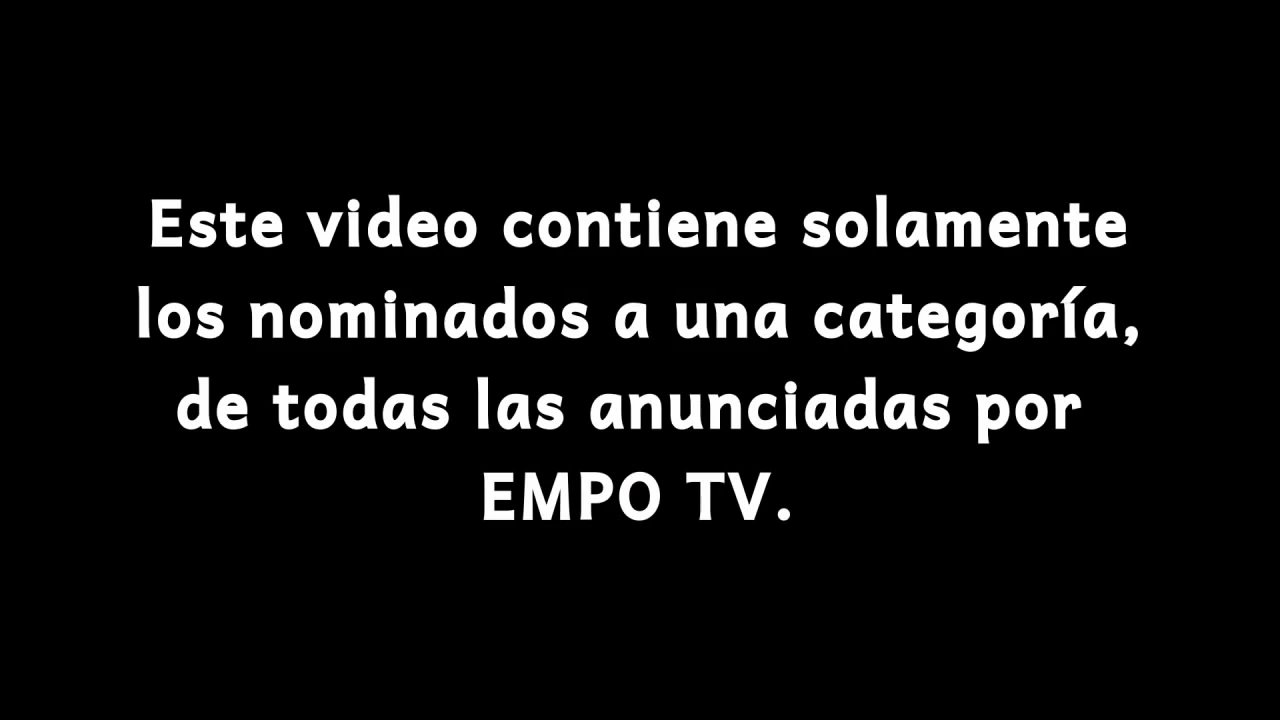 Este video contiene solamente
los nominados a una categoría,
de todas las anunciadas por
EMPO TV.